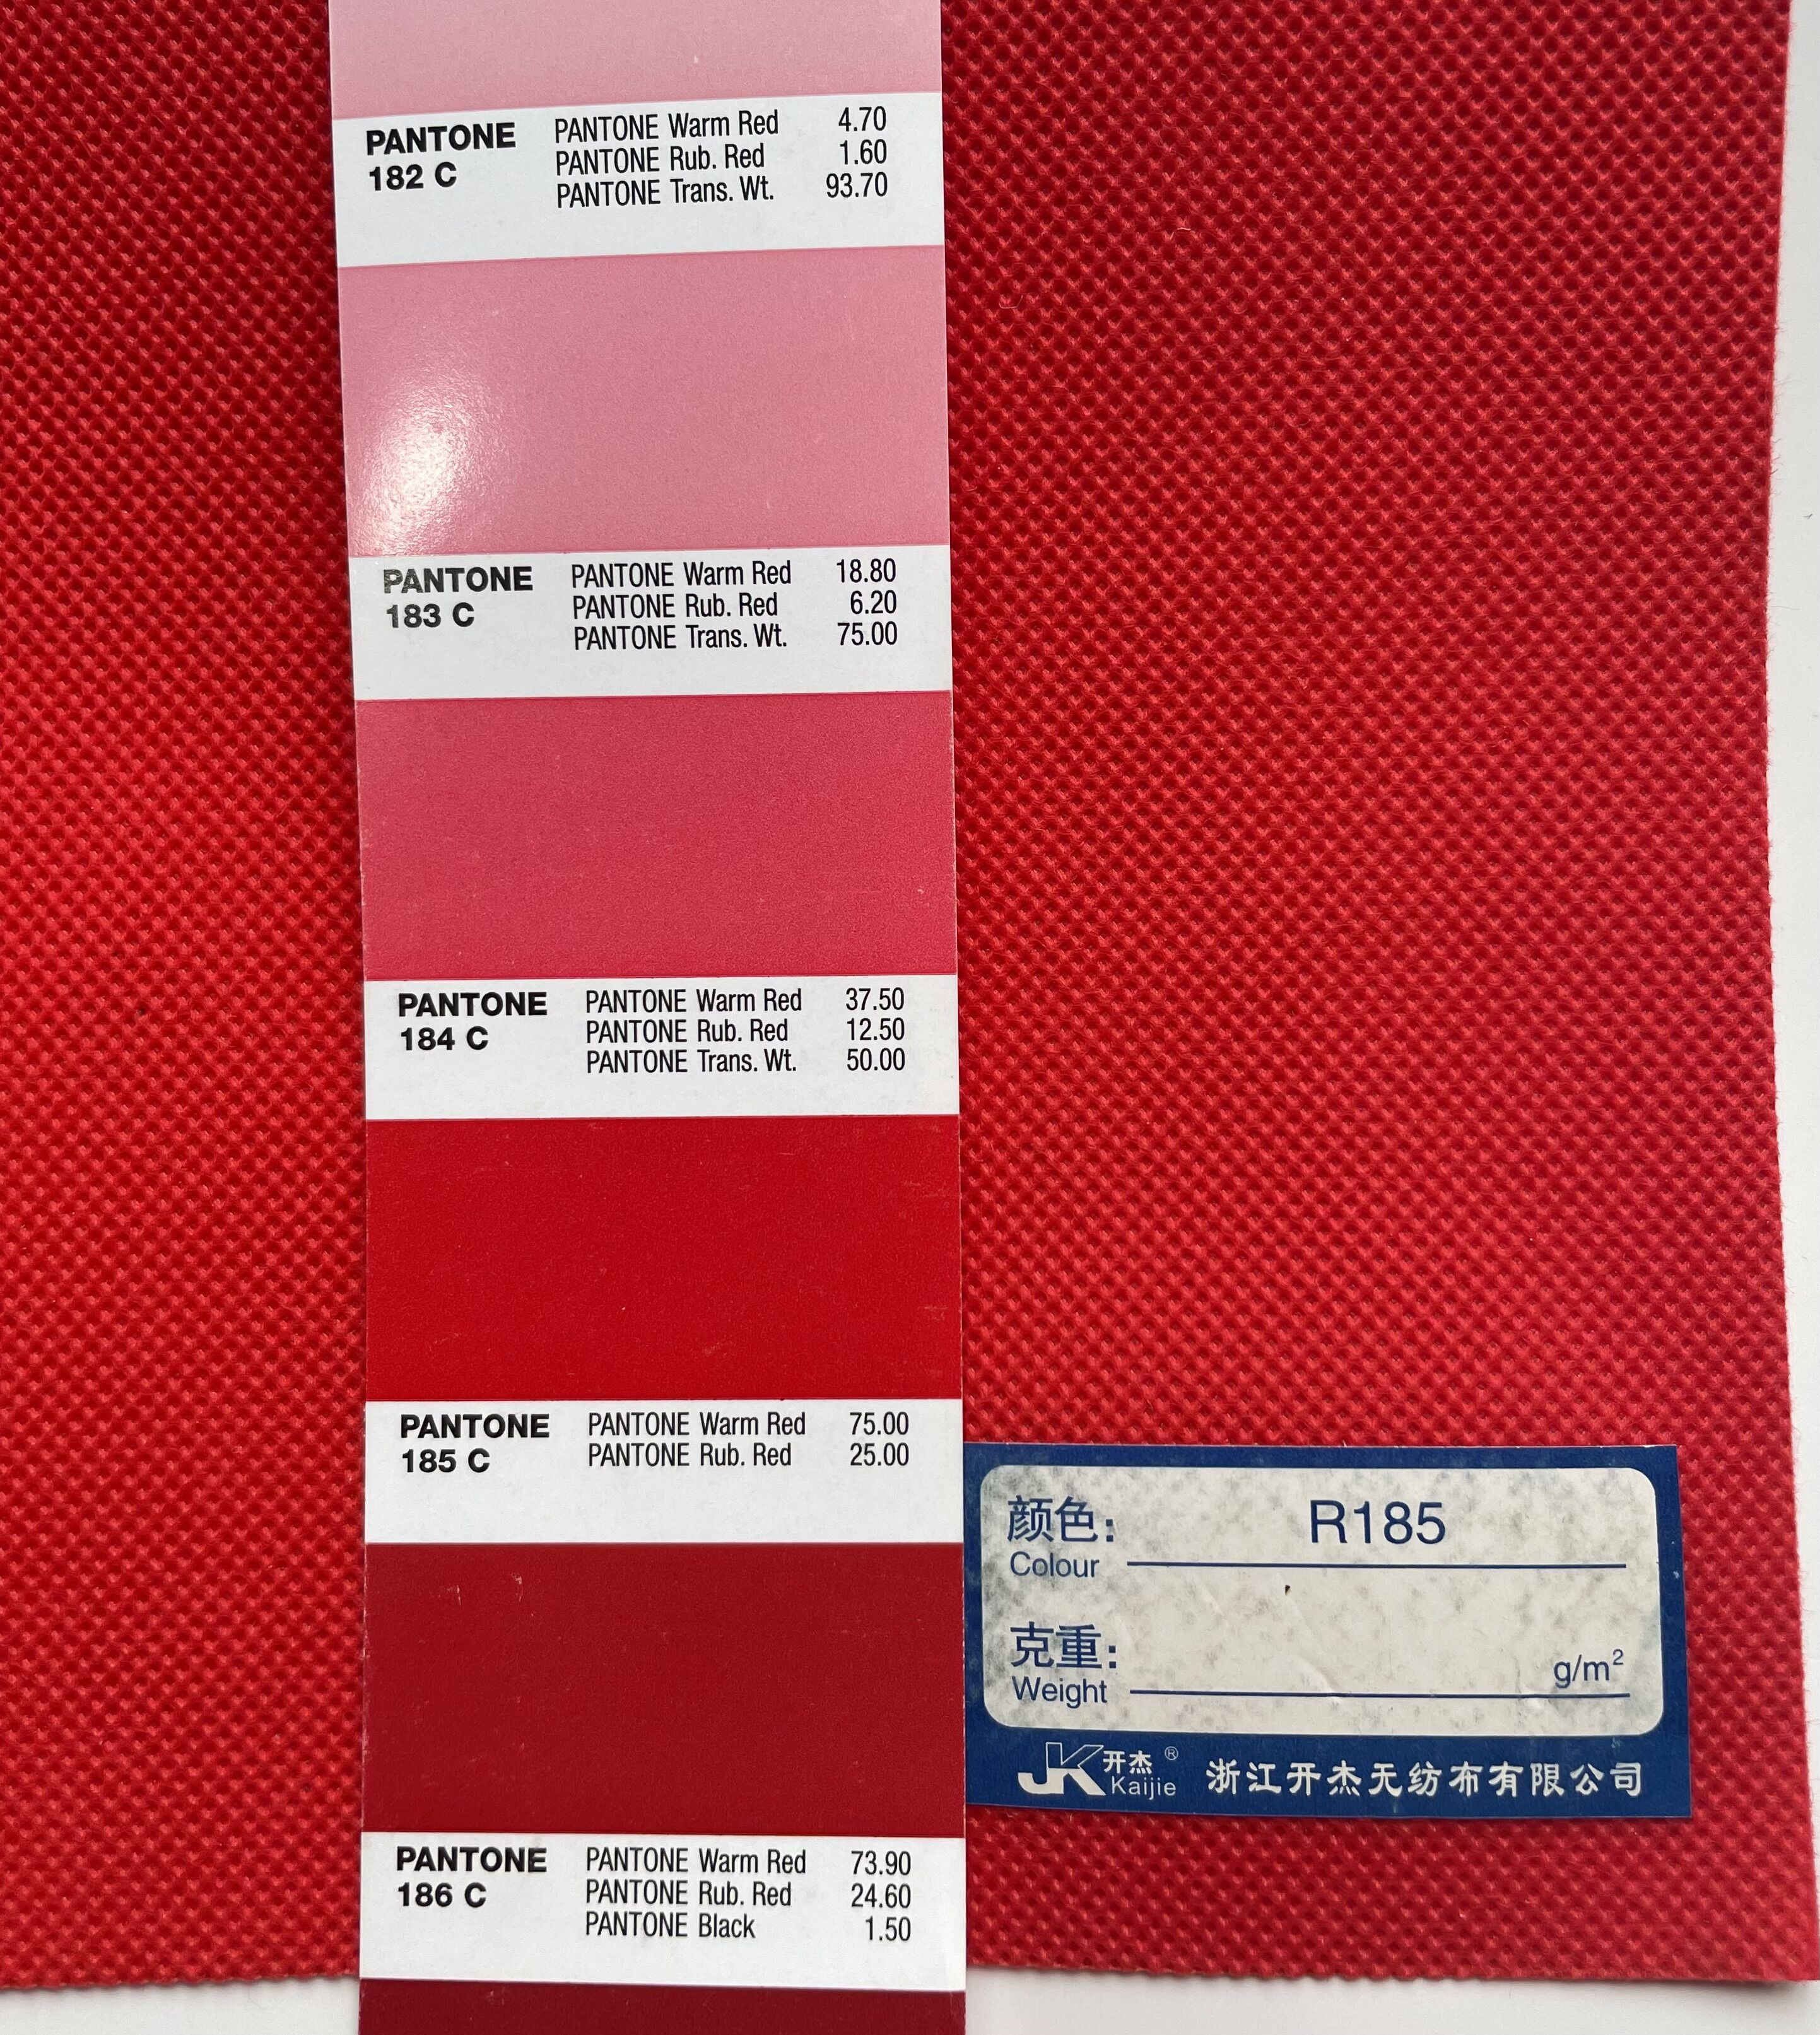 PANTONE 182 C
PANTONE Warm Red 4.70
PANTONE Rub. Red 1.60
PANTONE Trans. Wt. 93.70
PANTONE 183 C
PANTONE Warm Red 18.80
PANTONE Rub. Red 6.20
PANTONE Trans. Wt. 75.00
PANTONE 184 C
PANTONE Warm Red 37.50
PANTONE Rub. Red 12.50
PANTONE Trans. Wt. 50.00
PANTONE 185 C
PANTONE Warm Red 75.00
PANTONE Rub. Red 25.00
PANTONE 186 C
PANTONE Warm Red 73.90
PANTONE Rub. Red 24.60
PANTONE Black 1.50
颜色: R185
Colour
克重: g/m²
Weight
JK 开杰® Kaijie 浙江开杰无纺布有限公司